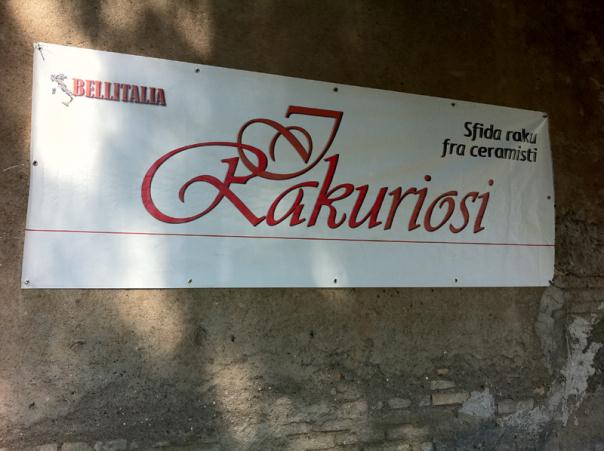 BELLITALIA
I
Rakuriosi
Sfida raku
fra ceramisti